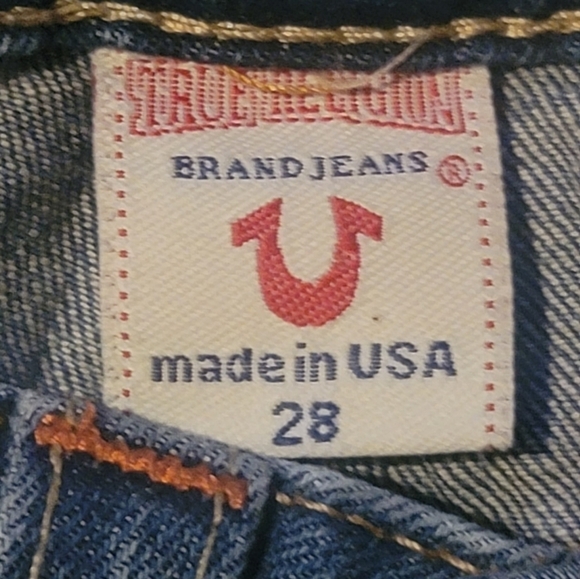 TRUE RELIGION
BRAND JEANS ®
made in USA
28